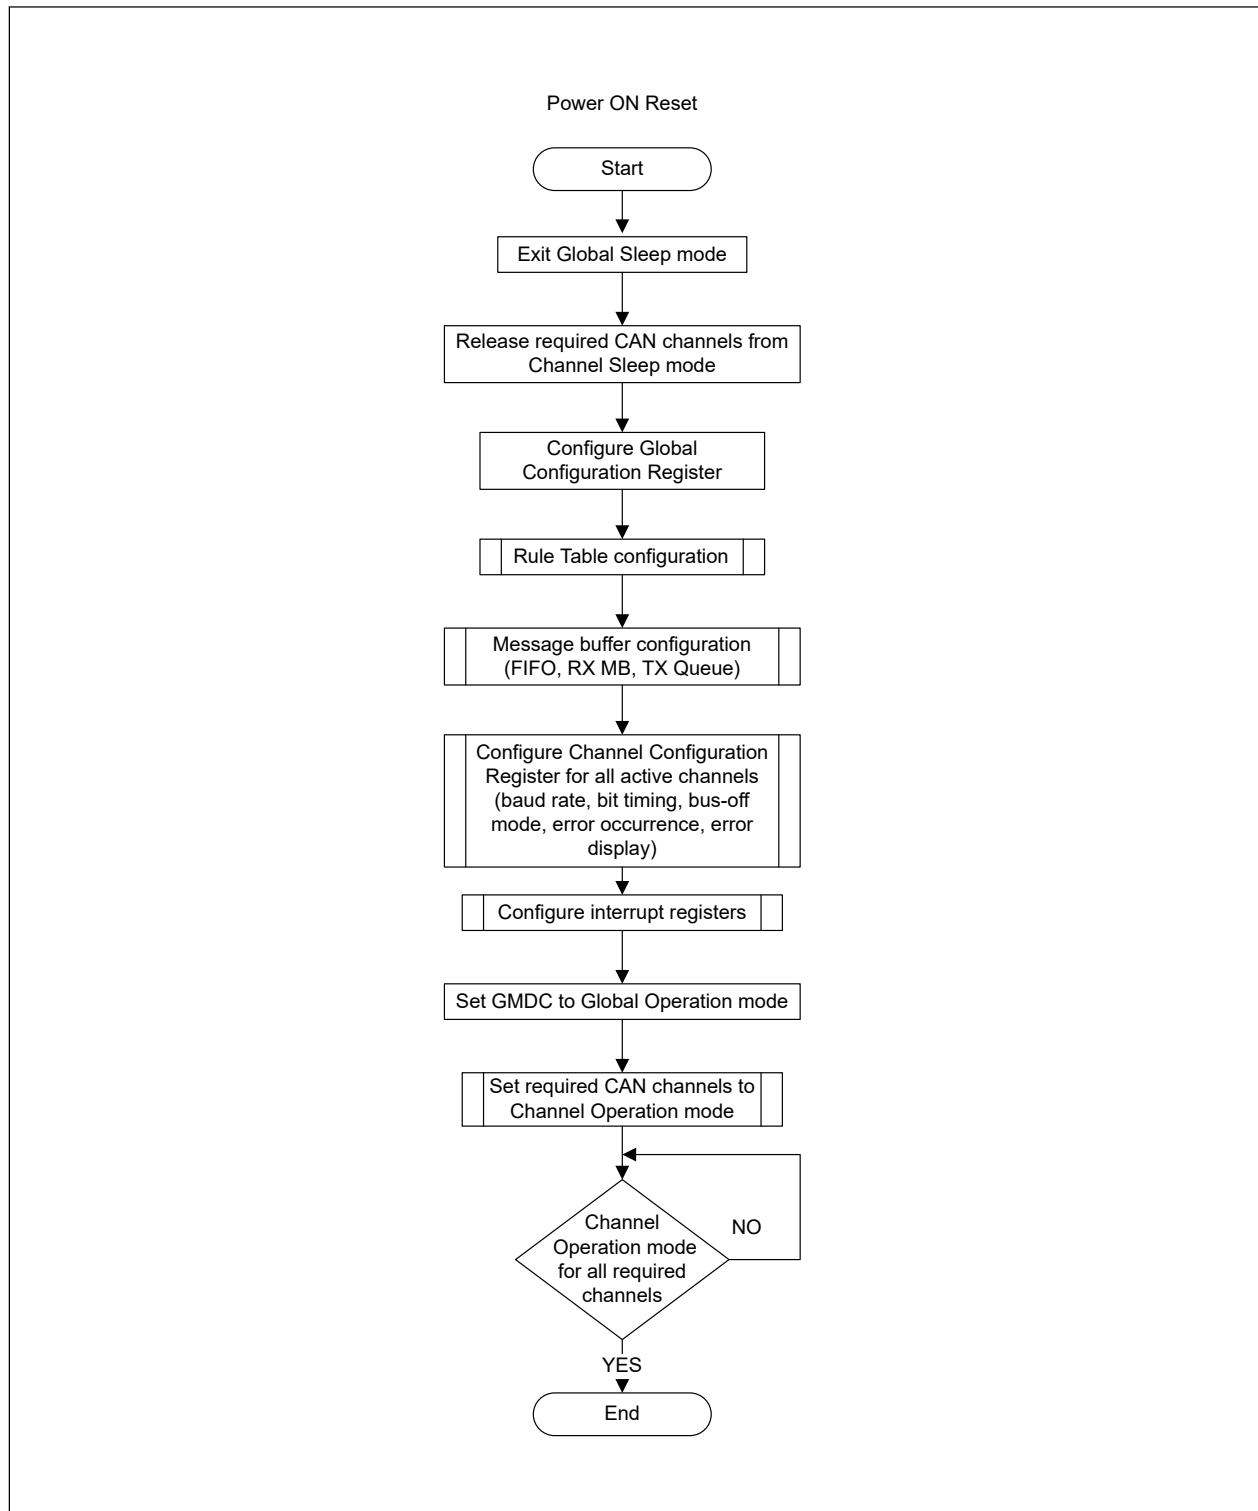 Power ON Reset
Start
Exit Global Sleep mode
Release required CAN channels from
Channel Sleep mode
Configure Global
Configuration Register
Rule Table configuration
Message buffer configuration
(FIFO, RX MB, TX Queue)
Configure Channel Configuration
Register for all active channels
(baud rate, bit timing, bus-off
mode, error occurrence, error
display)
Configure interrupt registers
Set GMDC to Global Operation mode
Set required CAN channels to
Channel Operation mode
Channel
Operation mode
for all required
channels
NO
YES
End